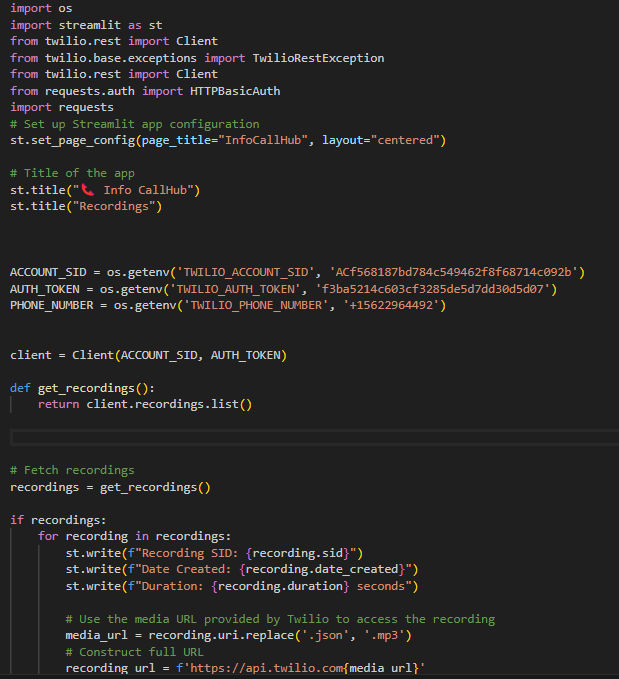 import os
import streamlit as st
from twilio.rest import Client
from twilio.base.exceptions import TwilioRestException
from twilio.rest import Client
from requests.auth import HTTPBasicAuth
import requests
# Set up Streamlit app configuration
st.set_page_config(page_title="InfoCallHub", layout="centered")
# Title of the app
st.title("📞 Info CallHub")
st.title("Recordings")
ACCOUNT_SID = os.getenv('TWILIO_ACCOUNT_SID', 'ACf568187bd784c549462f8f68714c092b')
AUTH_TOKEN = os.getenv('TWILIO_AUTH_TOKEN', 'f3ba5214c603cf3285de5d7dd30d5d07')
PHONE_NUMBER = os.getenv('TWILIO_PHONE_NUMBER', '+15622964492')
client = Client(ACCOUNT_SID, AUTH_TOKEN)
def get_recordings():
    return client.recordings.list()
# Fetch recordings
recordings = get_recordings()
if recordings:
    for recording in recordings:
        st.write(f"Recording SID: {recording.sid}")
        st.write(f"Date Created: {recording.date_created}")
        st.write(f"Duration: {recording.duration} seconds")
        # Use the media URL provided by Twilio to access the recording
        media_url = recording.uri.replace('.json', '.mp3')
        # Construct full URL
        recording_url = f'https://api.twilio.com{media_url}'